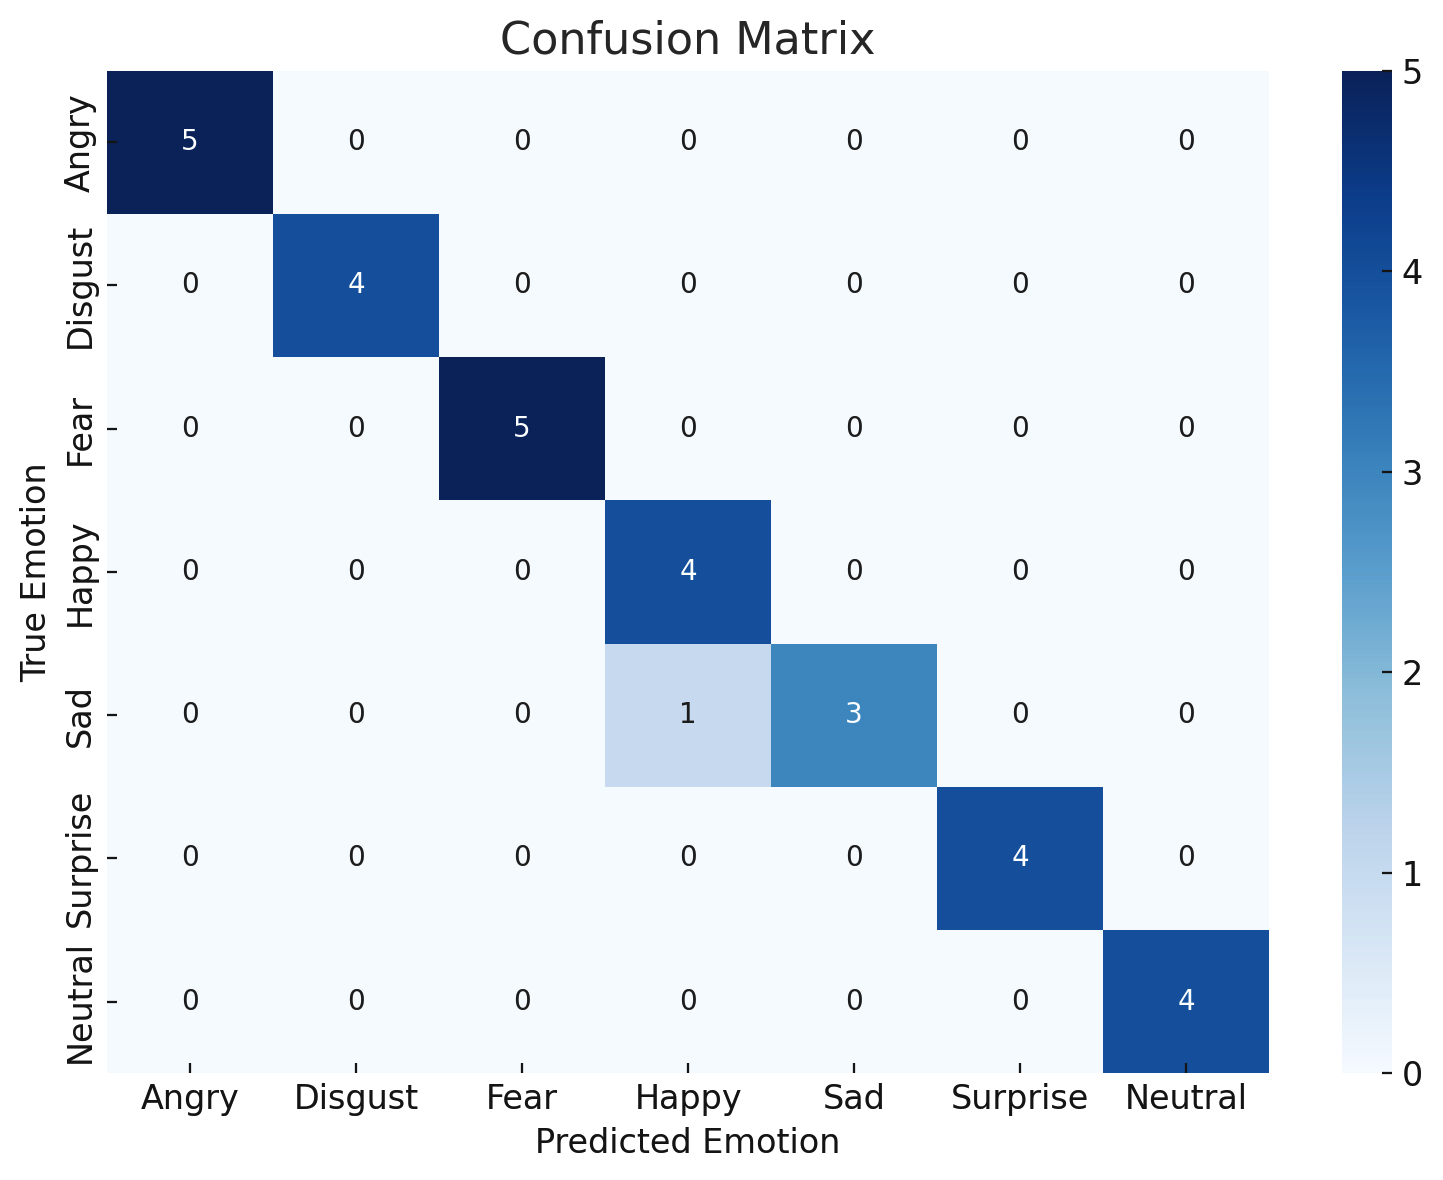 Confusion Matrix
True Emotion
Angry 5 0 0 0 0 0 0
Disgust 0 4 0 0 0 0 0
Fear 0 0 5 0 0 0 0
Happy 0 0 0 4 0 0 0
Sad 0 0 0 1 3 0 0
Surprise 0 0 0 0 0 4 0
Neutral 0 0 0 0 0 0 4
Angry Disgust Fear Happy Sad Surprise Neutral
Predicted Emotion
5
4
3
2
1
0